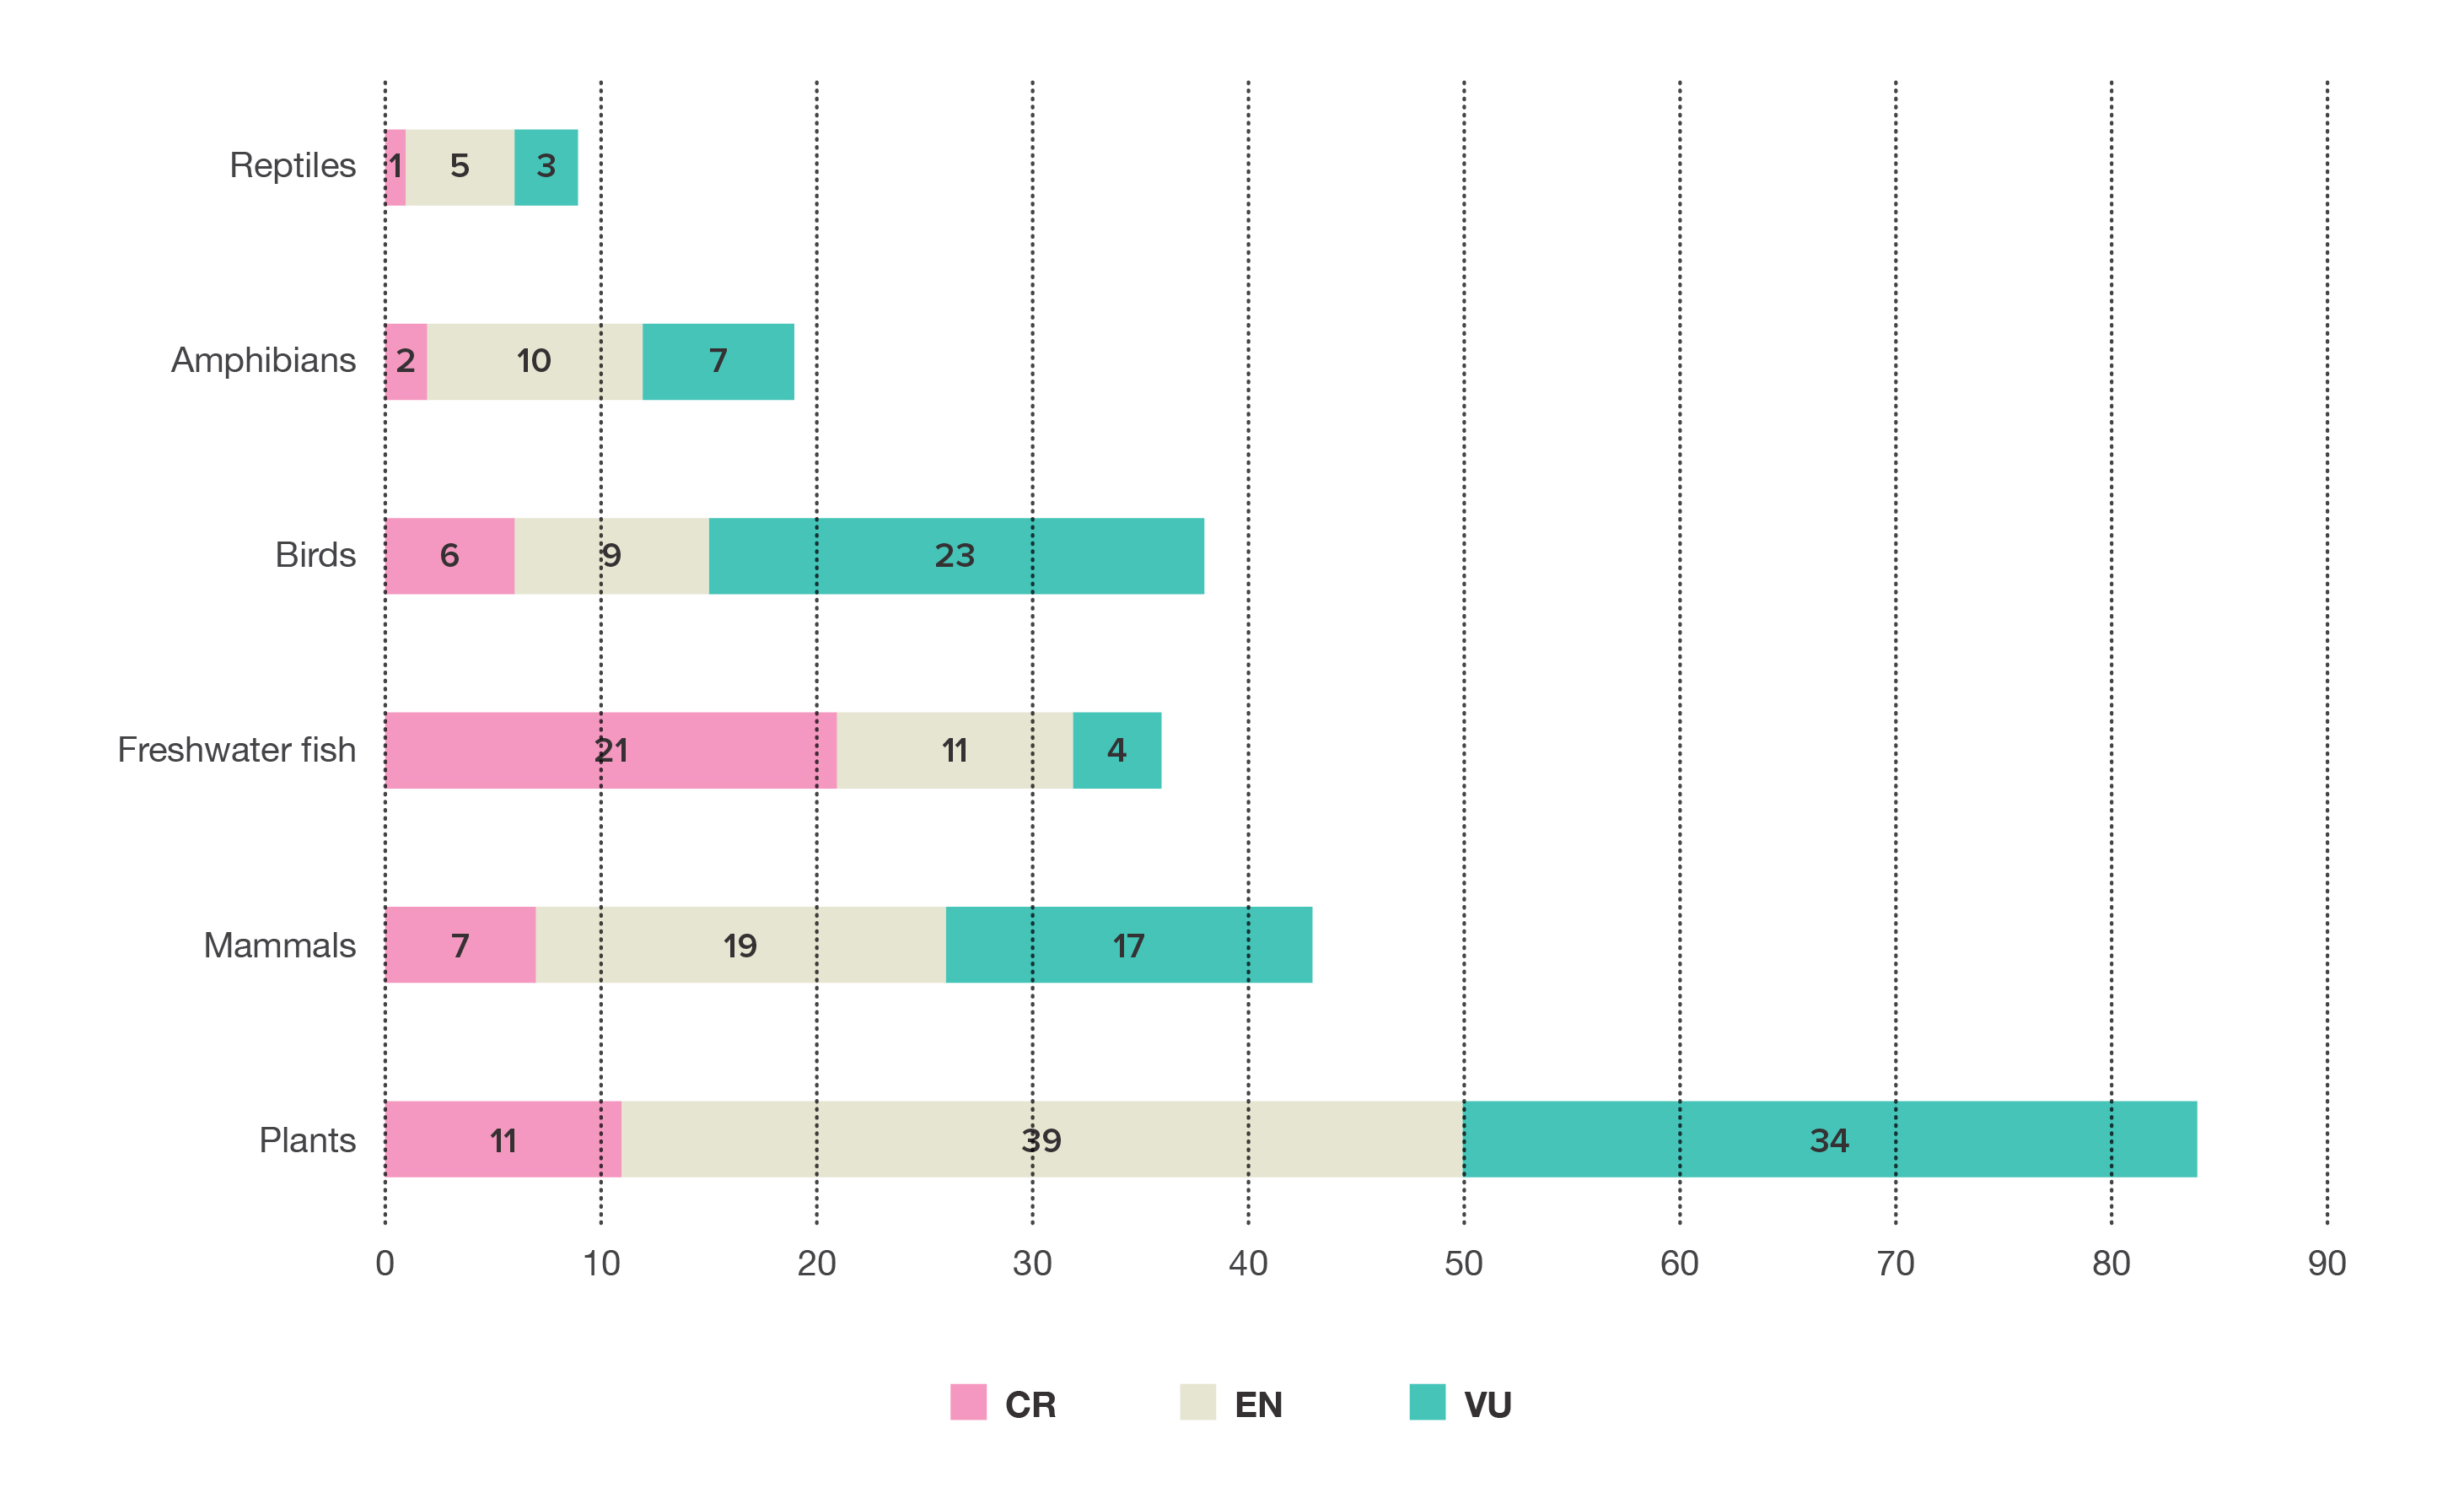 Reptiles 1 5 3
Amphibians 2 10 7
Birds 6 9 23
Freshwater fish 21 11 4
Mammals 7 19 17
Plants 11 39 34
0 10 20 30 40 50 60 70 80 90
CR EN VU